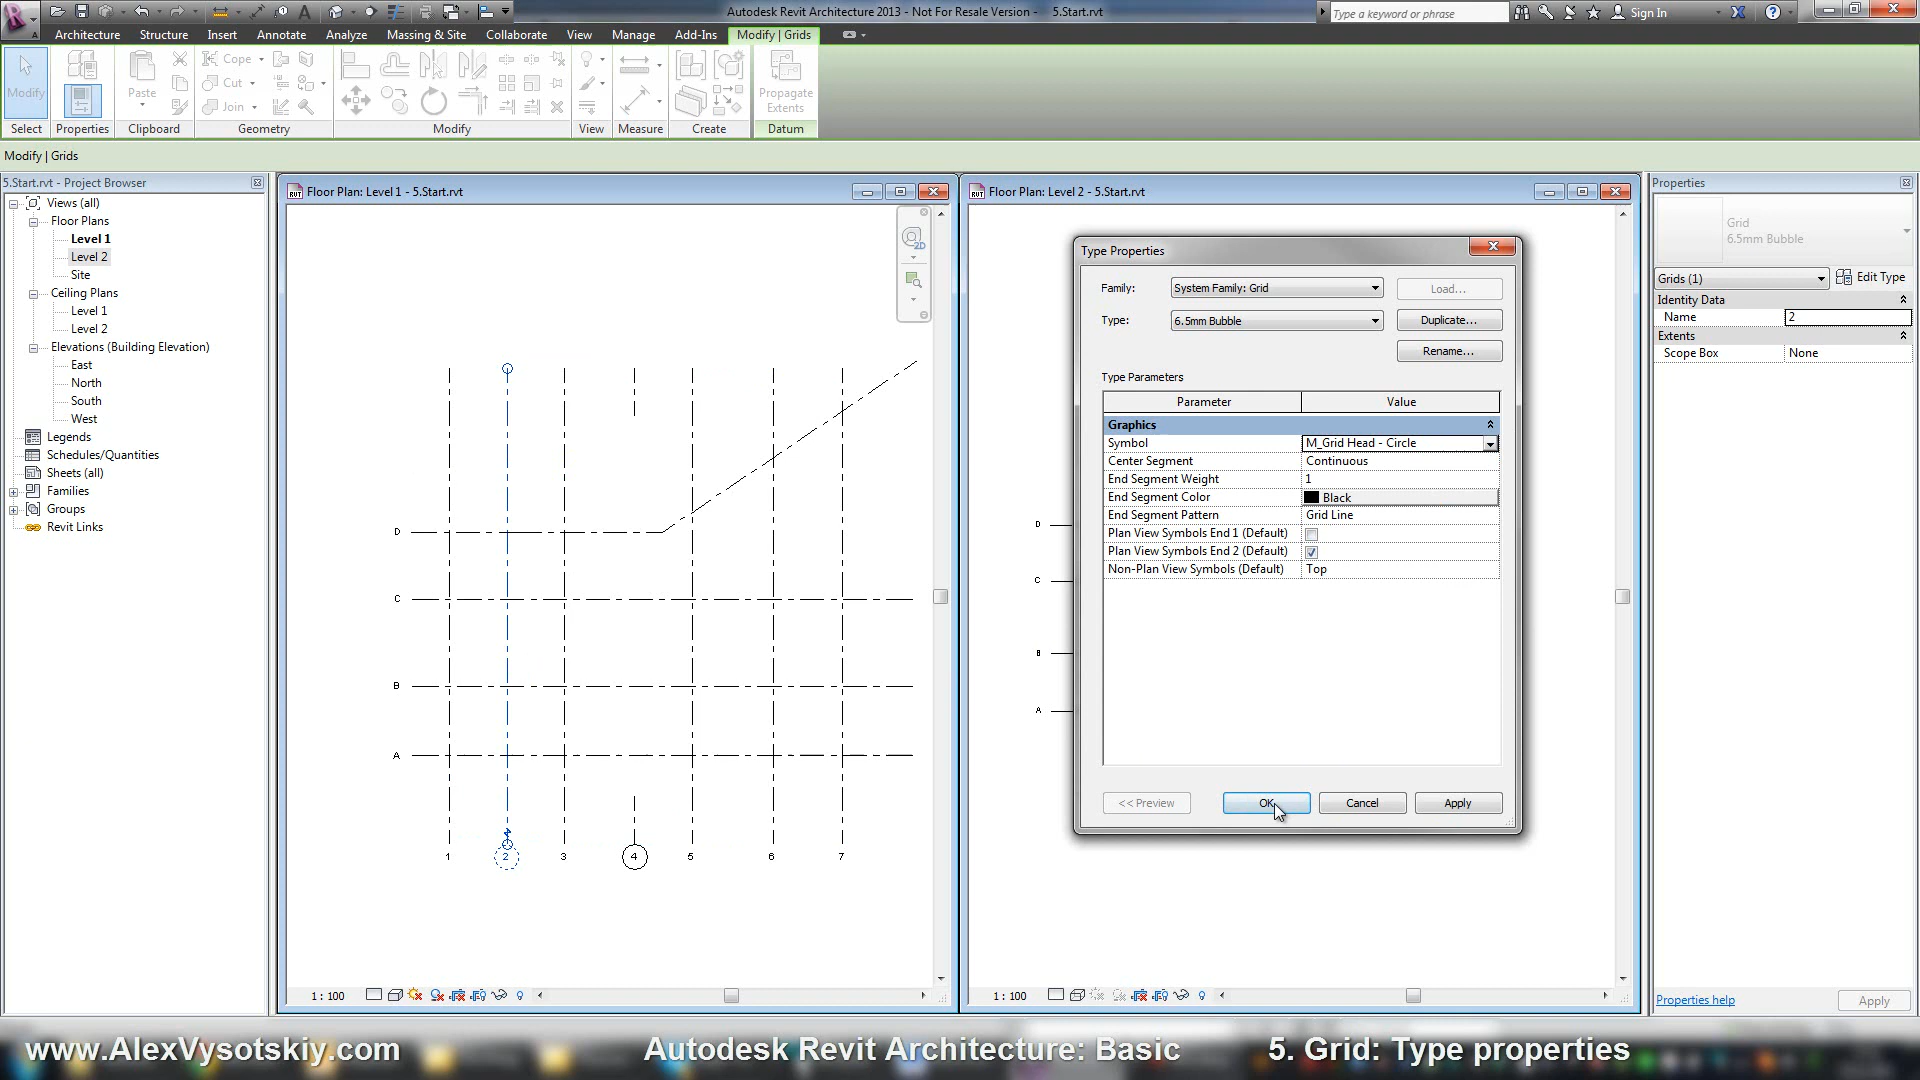 Autodesk Revit Architecture 2013 - Not For Resale Version -    5.Start.rvt
Type a keyword or phrase
Sign In
Architecture
Structure
Insert
Annotate
Analyze
Massing & Site
Collaborate
View
Manage
Add-Ins
Modify | Grids
Modify
Paste
Cope
Cut
Join
Propagate
Extents
Select
Properties
Clipboard
Geometry
Modify
View
Measure
Create
Datum
Modify | Grids
5.Start.rvt - Project Browser
Views (all)
Floor Plans
Level 1
Level 2
Site
Ceiling Plans
Level 1
Level 2
Elevations (Building Elevation)
East
North
South
West
Legends
Schedules/Quantities
Sheets (all)
Families
Groups
Revit Links
Floor Plan: Level 1 - 5.Start.rvt
2D
D
C
B
A
1
2
3
4
5
6
7
1 : 100
Floor Plan: Level 2 - 5.Start.rvt
D
C
B
A
1 : 100
Type Properties
Family:
System Family: Grid
Load...
Type:
6.5mm Bubble
Duplicate...
Rename...
Type Parameters
Parameter
Value
Graphics
Symbol
M_Grid Head - Circle
Center Segment
Continuous
End Segment Weight
1
End Segment Color
Black
End Segment Pattern
Grid Line
Plan View Symbols End 1 (Default)
Plan View Symbols End 2 (Default)
Non-Plan View Symbols (Default)
Top
<< Preview
OK
Cancel
Apply
Properties
Grid
6.5mm Bubble
Grids (1)
Edit Type
Identity Data
Name
2
Extents
Scope Box
None
Properties help
Apply
www.AlexVysotskiy.com
Autodesk Revit Architecture: Basic
5. Grid: Type properties